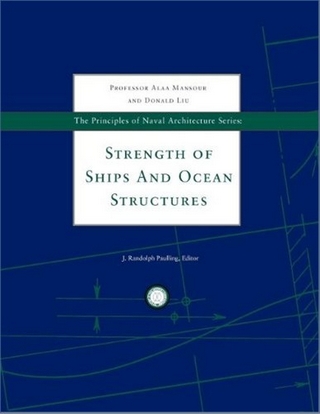 Professor Alaa Mansour
and Donald Liu
The Principles of Naval Architecture Series:
Strength of
Ships And Ocean
Structures
J. Randolph Paulling, Editor